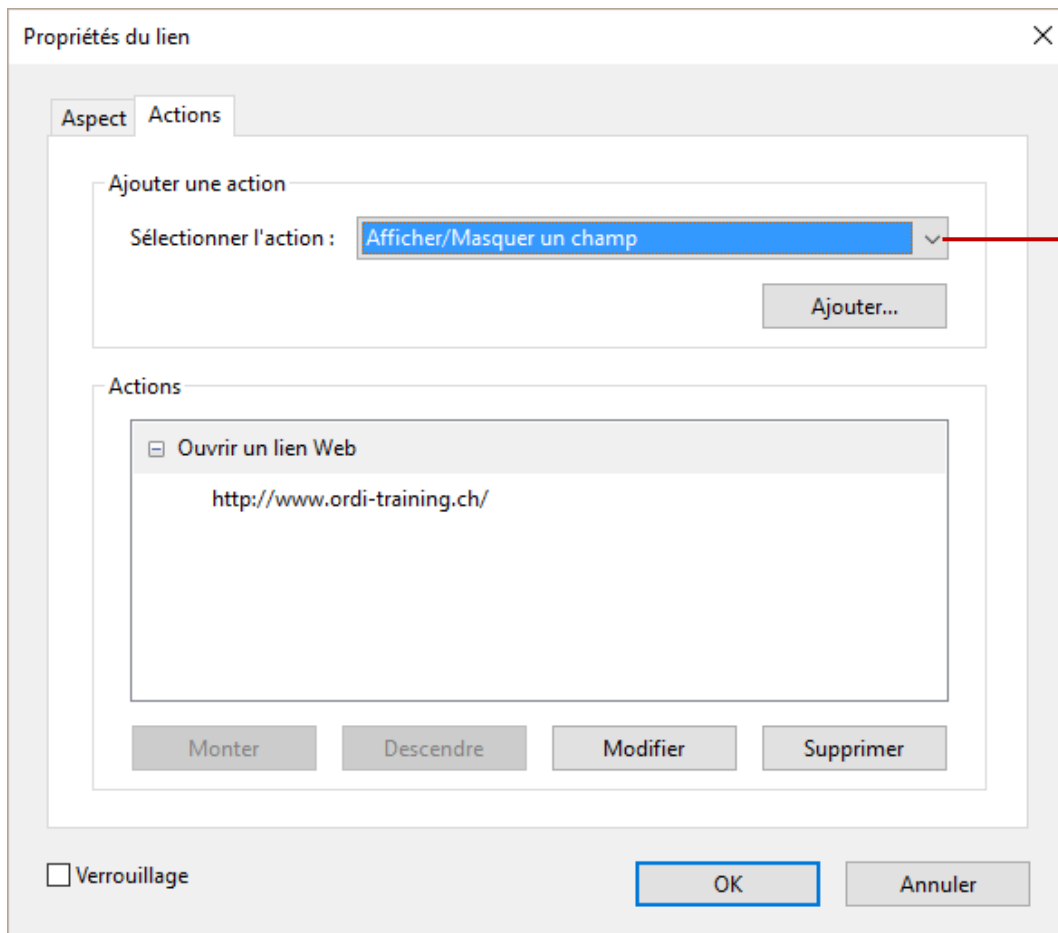 Propriétés du lien
Aspect Actions
Ajouter une action
Sélectionner l'action : Afficher/Masquer un champ
Ajouter...
Actions
Ouvrir un lien Web
http://www.ordi-training.ch/
Monter Descendre Modifier Supprimer
Verrouillage OK Annuler